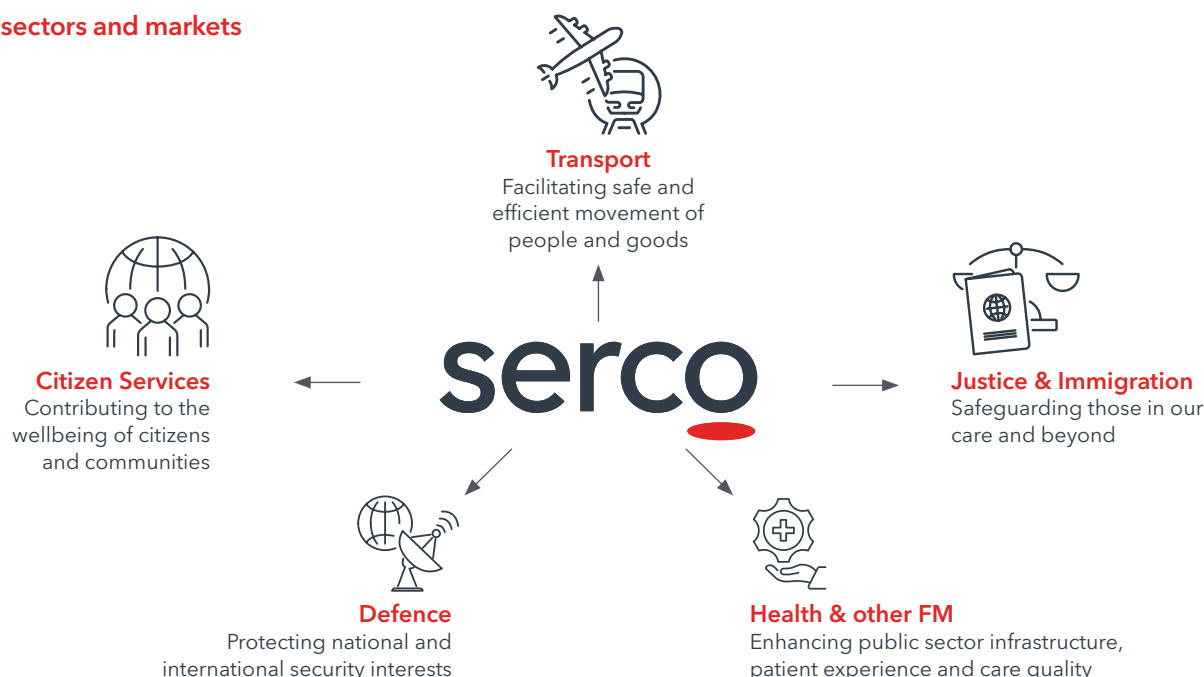 sectors and markets
Transport
Facilitating safe and
efficient movement of
people and goods
Citizen Services
Contributing to the
wellbeing of citizens
and communities
serco
Justice & Immigration
Safeguarding those in our
care and beyond
Defence
Protecting national and
international security interests
Health & other FM
Enhancing public sector infrastructure,
patient experience and care quality